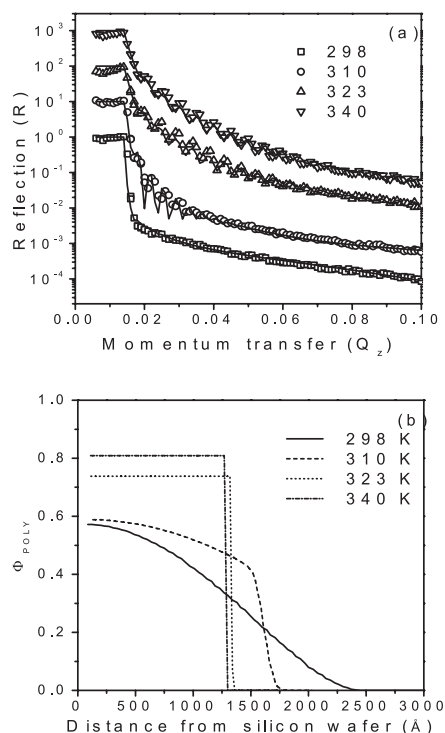 (a)
298
310
323
340
Reflection (R)
10^3
10^2
10^1
10^0
10^-1
10^-2
10^-3
10^-4
0.00 0.02 0.04 0.06 0.08 0.10
Momentum transfer (Q_z)
(b)
298 K
310 K
323 K
340 K
Φ_POLY
1.0
0.8
0.6
0.4
0.2
0.0
0 500 1000 1500 2000 2500 3000
Distance from silicon wafer (Å)